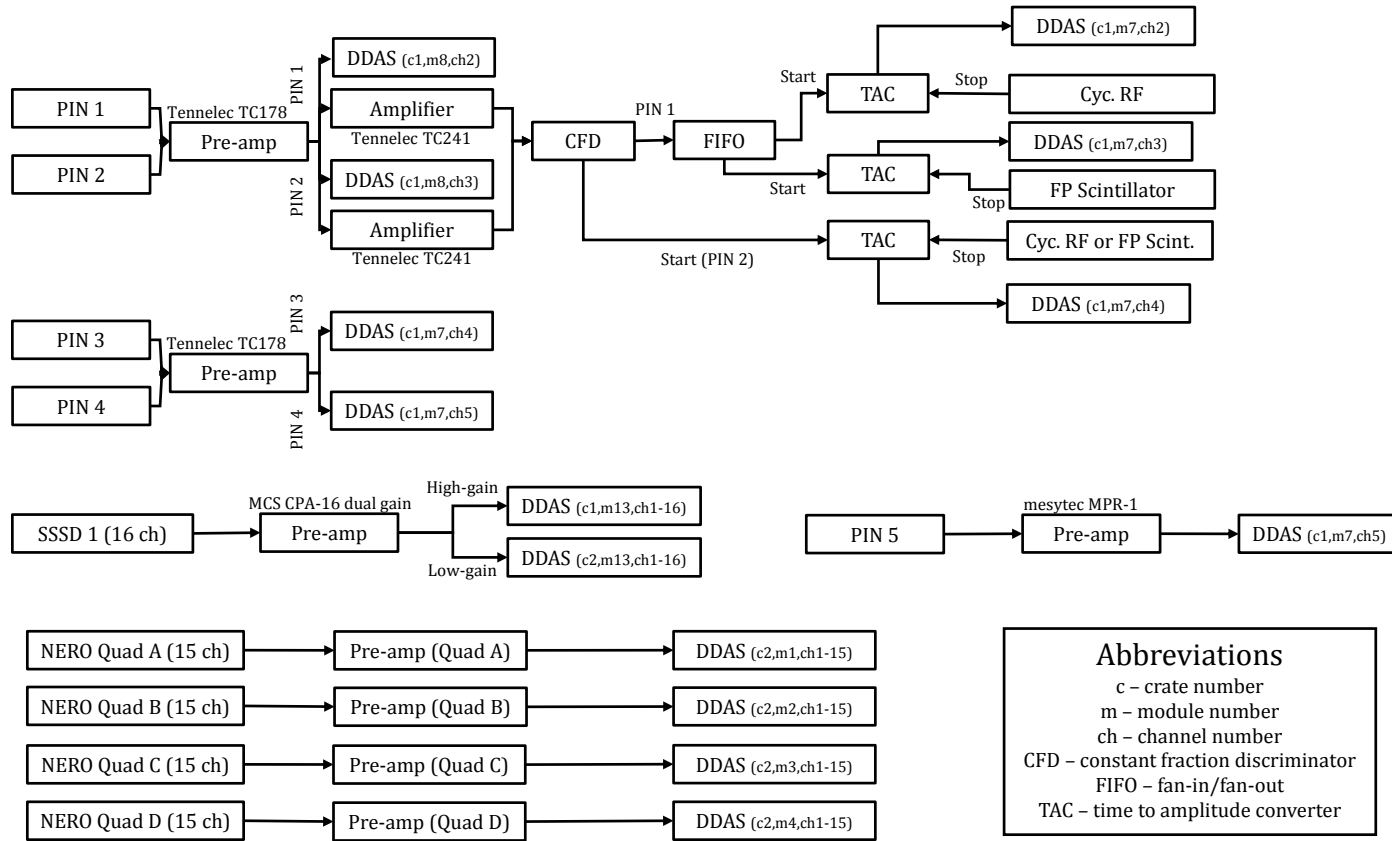 PIN 1
PIN 2
Tennelec TC178
Pre-amp
PIN 1
PIN 2
DDAS (c1,m8,ch2)
Amplifier
Tennelec TC241
DDAS (c1,m8,ch3)
Amplifier
Tennelec TC241
CFD
PIN 1
FIFO
Start
Start
Start (PIN 2)
TAC
TAC
TAC
DDAS (c1,m7,ch2)
Stop
Cyc. RF
DDAS (c1,m7,ch3)
Stop
FP Scintillator
Stop
Cyc. RF or FP Scint.
DDAS (c1,m7,ch4)
PIN 3
PIN 4
Tennelec TC178
Pre-amp
PIN 3
PIN 4
DDAS (c1,m7,ch4)
DDAS (c1,m7,ch5)
SSSD 1 (16 ch)
MCS CPA-16 dual gain
Pre-amp
High-gain
Low-gain
DDAS (c1,m13,ch1-16)
DDAS (c2,m13,ch1-16)
PIN 5
mesytec MPR-1
Pre-amp
DDAS (c1,m7,ch5)
NERO Quad A (15 ch)
Pre-amp (Quad A)
DDAS (c2,m1,ch1-15)
NERO Quad B (15 ch)
Pre-amp (Quad B)
DDAS (c2,m2,ch1-15)
NERO Quad C (15 ch)
Pre-amp (Quad C)
DDAS (c2,m3,ch1-15)
NERO Quad D (15 ch)
Pre-amp (Quad D)
DDAS (c2,m4,ch1-15)
Abbreviations
c – crate number
m – module number
ch – channel number
CFD – constant fraction discriminator
FIFO – fan-in/fan-out
TAC – time to amplitude converter